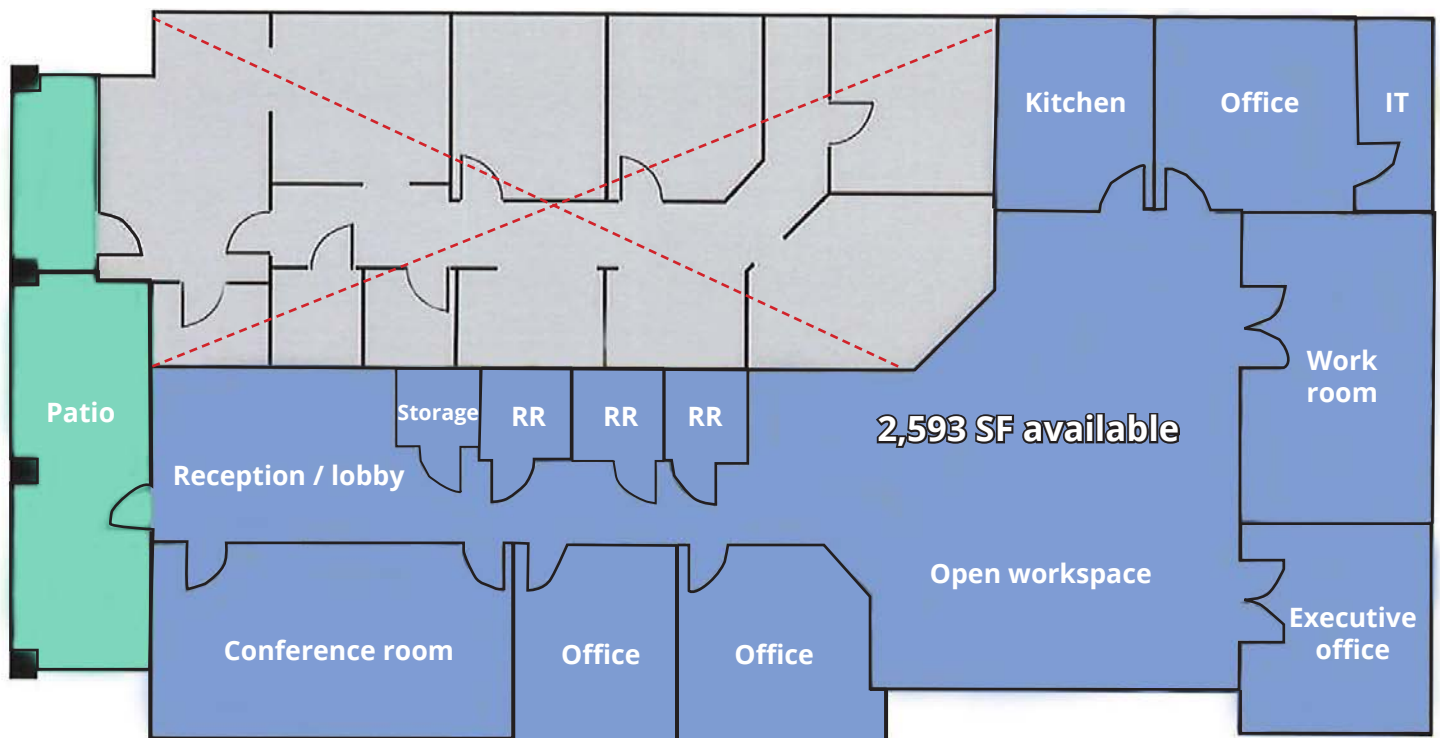 Kitchen
Office
IT
Patio
Storage
RR
RR
RR
2,593 SF available
Work
room
Reception / lobby
Open workspace
Conference room
Office
Office
Executive
office